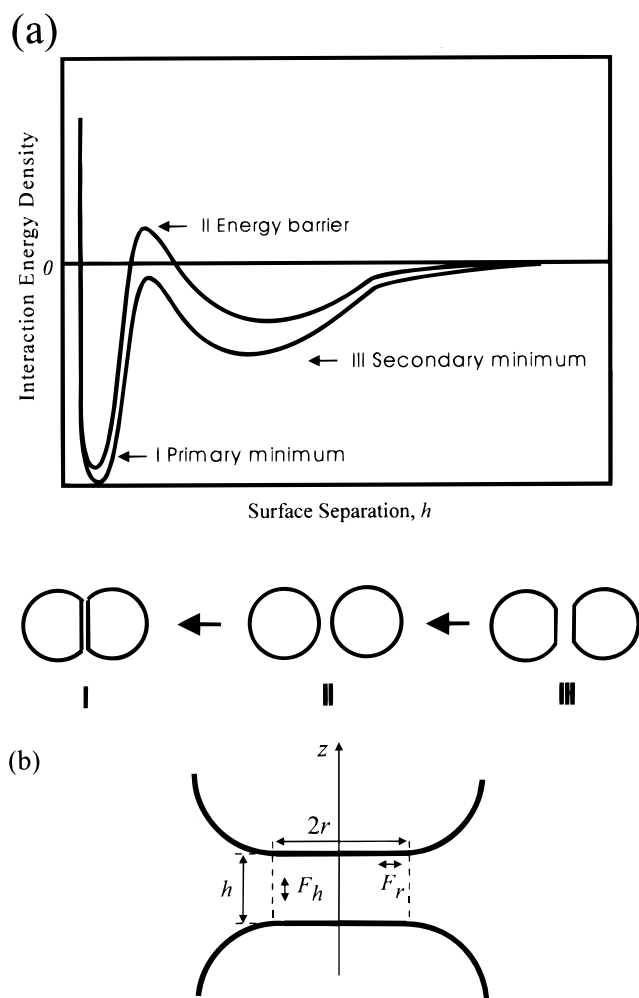 (a)
Interaction Energy Density
0
II Energy barrier
III Secondary minimum
I Primary minimum
Surface Separation, h
I
II
III
(b)
z
2r
h
F_h
F_r